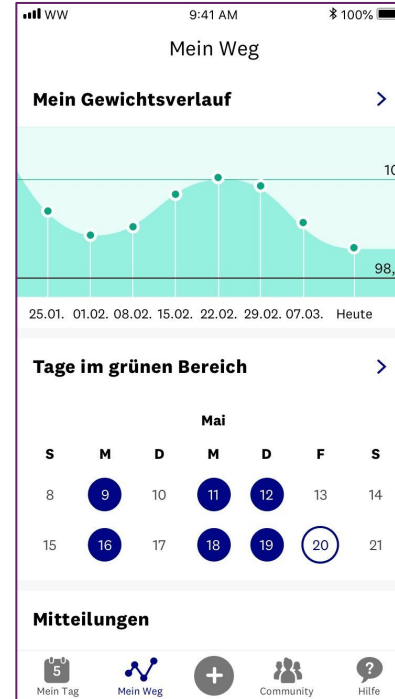 WW 9:41 AM 100%
Mein Weg
Mein Gewichtsverlauf
10
98,
25.01. 01.02. 08.02. 15.02. 22.02. 29.02. 07.03. Heute
Tage im grünen Bereich
Mai
S M D M D F S
8 9 10 11 12 13 14
15 16 17 18 19 20 21
Mitteilungen
5
Mein Tag Mein Weg Community Hilfe